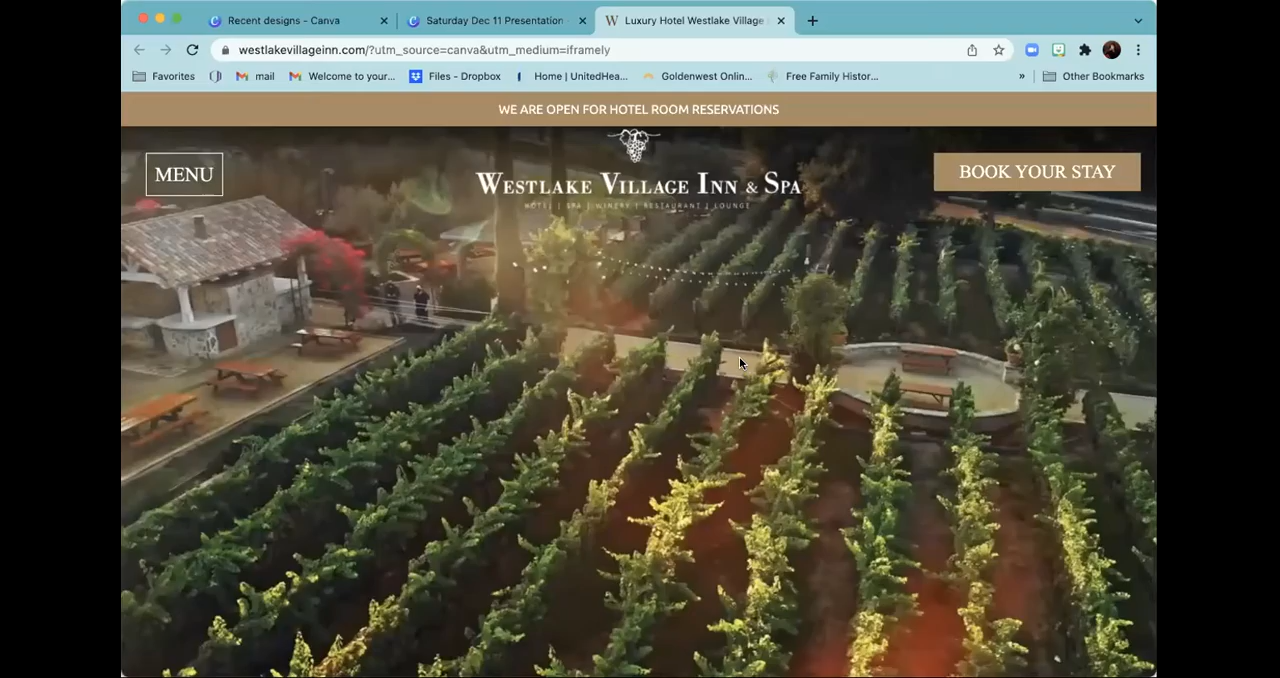 Recent designs - Canva
Saturday Dec 11 Presentation
Luxury Hotel Westlake Village
westlakevillageinn.com/?utm_source=canva&utm_medium=iframely
Favorites
mail
Welcome to your...
Files - Dropbox
Home | UnitedHea...
Goldenwest Onlin...
Free Family Histor...
»
Other Bookmarks
WE ARE OPEN FOR HOTEL ROOM RESERVATIONS
MENU
WESTLAKE VILLAGE INN & SPA
HOTEL | SPA | WINERY | RESTAURANT | LOUNGE
BOOK YOUR STAY